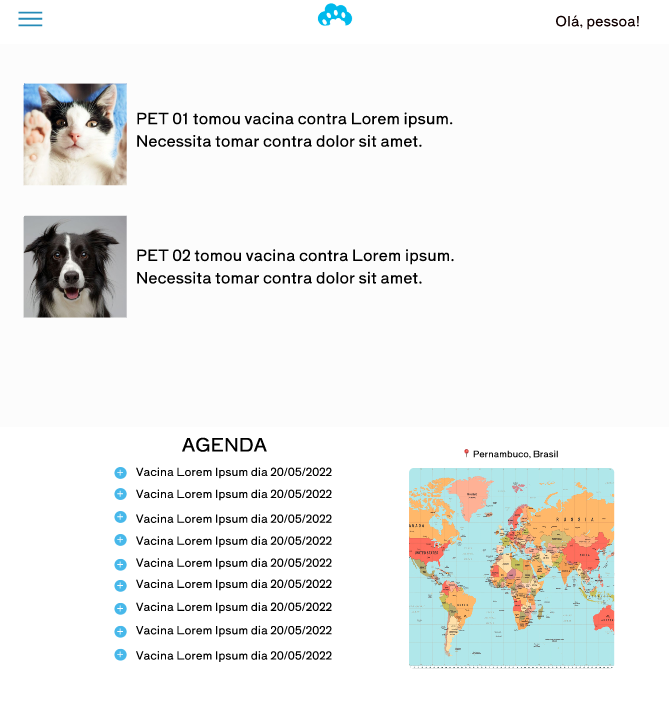 Olá, pessoa!
PET 01 tomou vacina contra Lorem ipsum.
Necessita tomar contra dolor sit amet.
PET 02 tomou vacina contra Lorem ipsum.
Necessita tomar contra dolor sit amet.
AGENDA
Vacina Lorem Ipsum dia 20/05/2022
Vacina Lorem Ipsum dia 20/05/2022
Vacina Lorem Ipsum dia 20/05/2022
Vacina Lorem Ipsum dia 20/05/2022
Vacina Lorem Ipsum dia 20/05/2022
Vacina Lorem Ipsum dia 20/05/2022
Vacina Lorem Ipsum dia 20/05/2022
Vacina Lorem Ipsum dia 20/05/2022
Vacina Lorem Ipsum dia 20/05/2022
Pernambuco, Brasil
RUSSIA
UNITED STATES